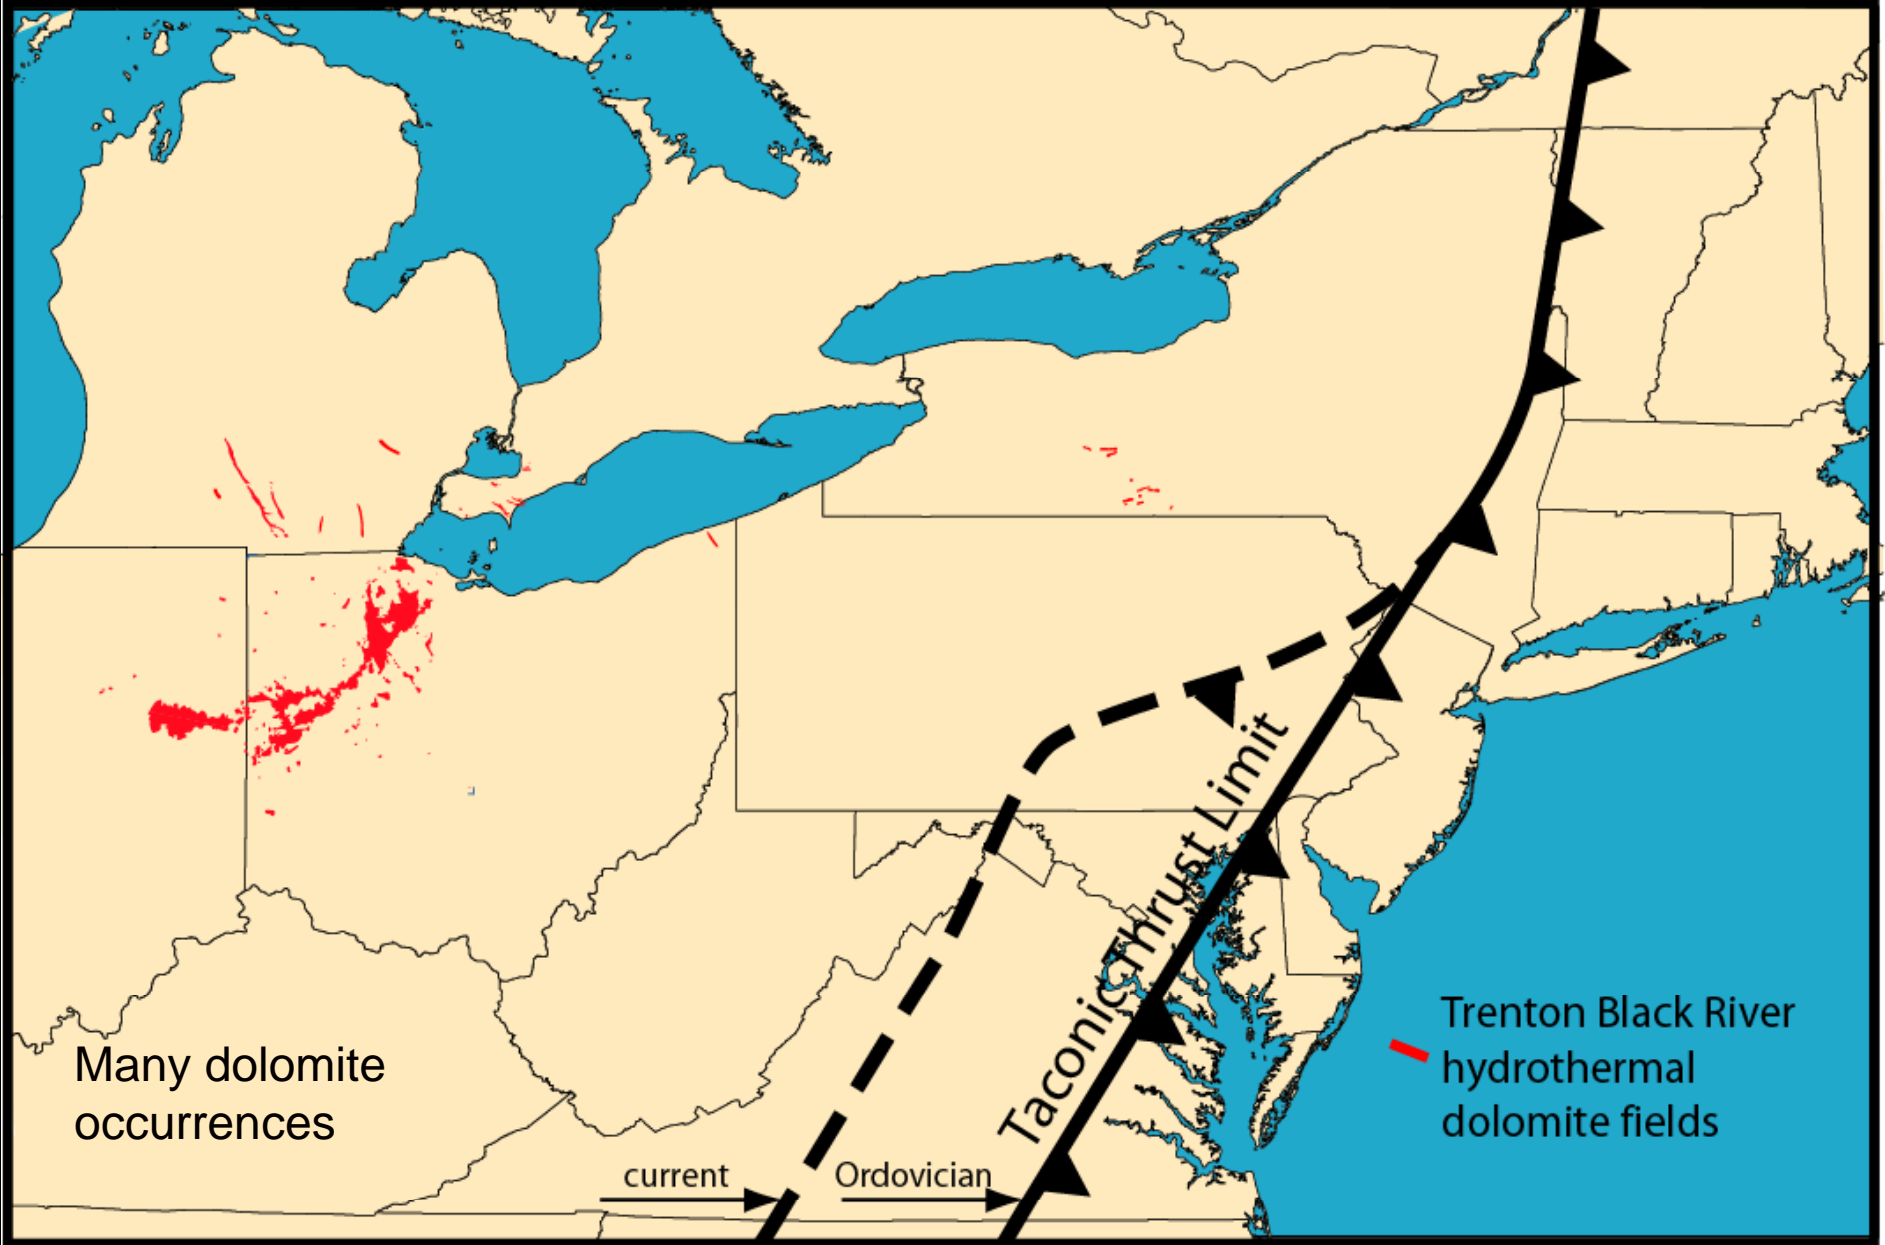 Taconic Thrust Limit
Trenton Black River
hydrothermal
dolomite fields
Many dolomite
occurrences
current
Ordovician